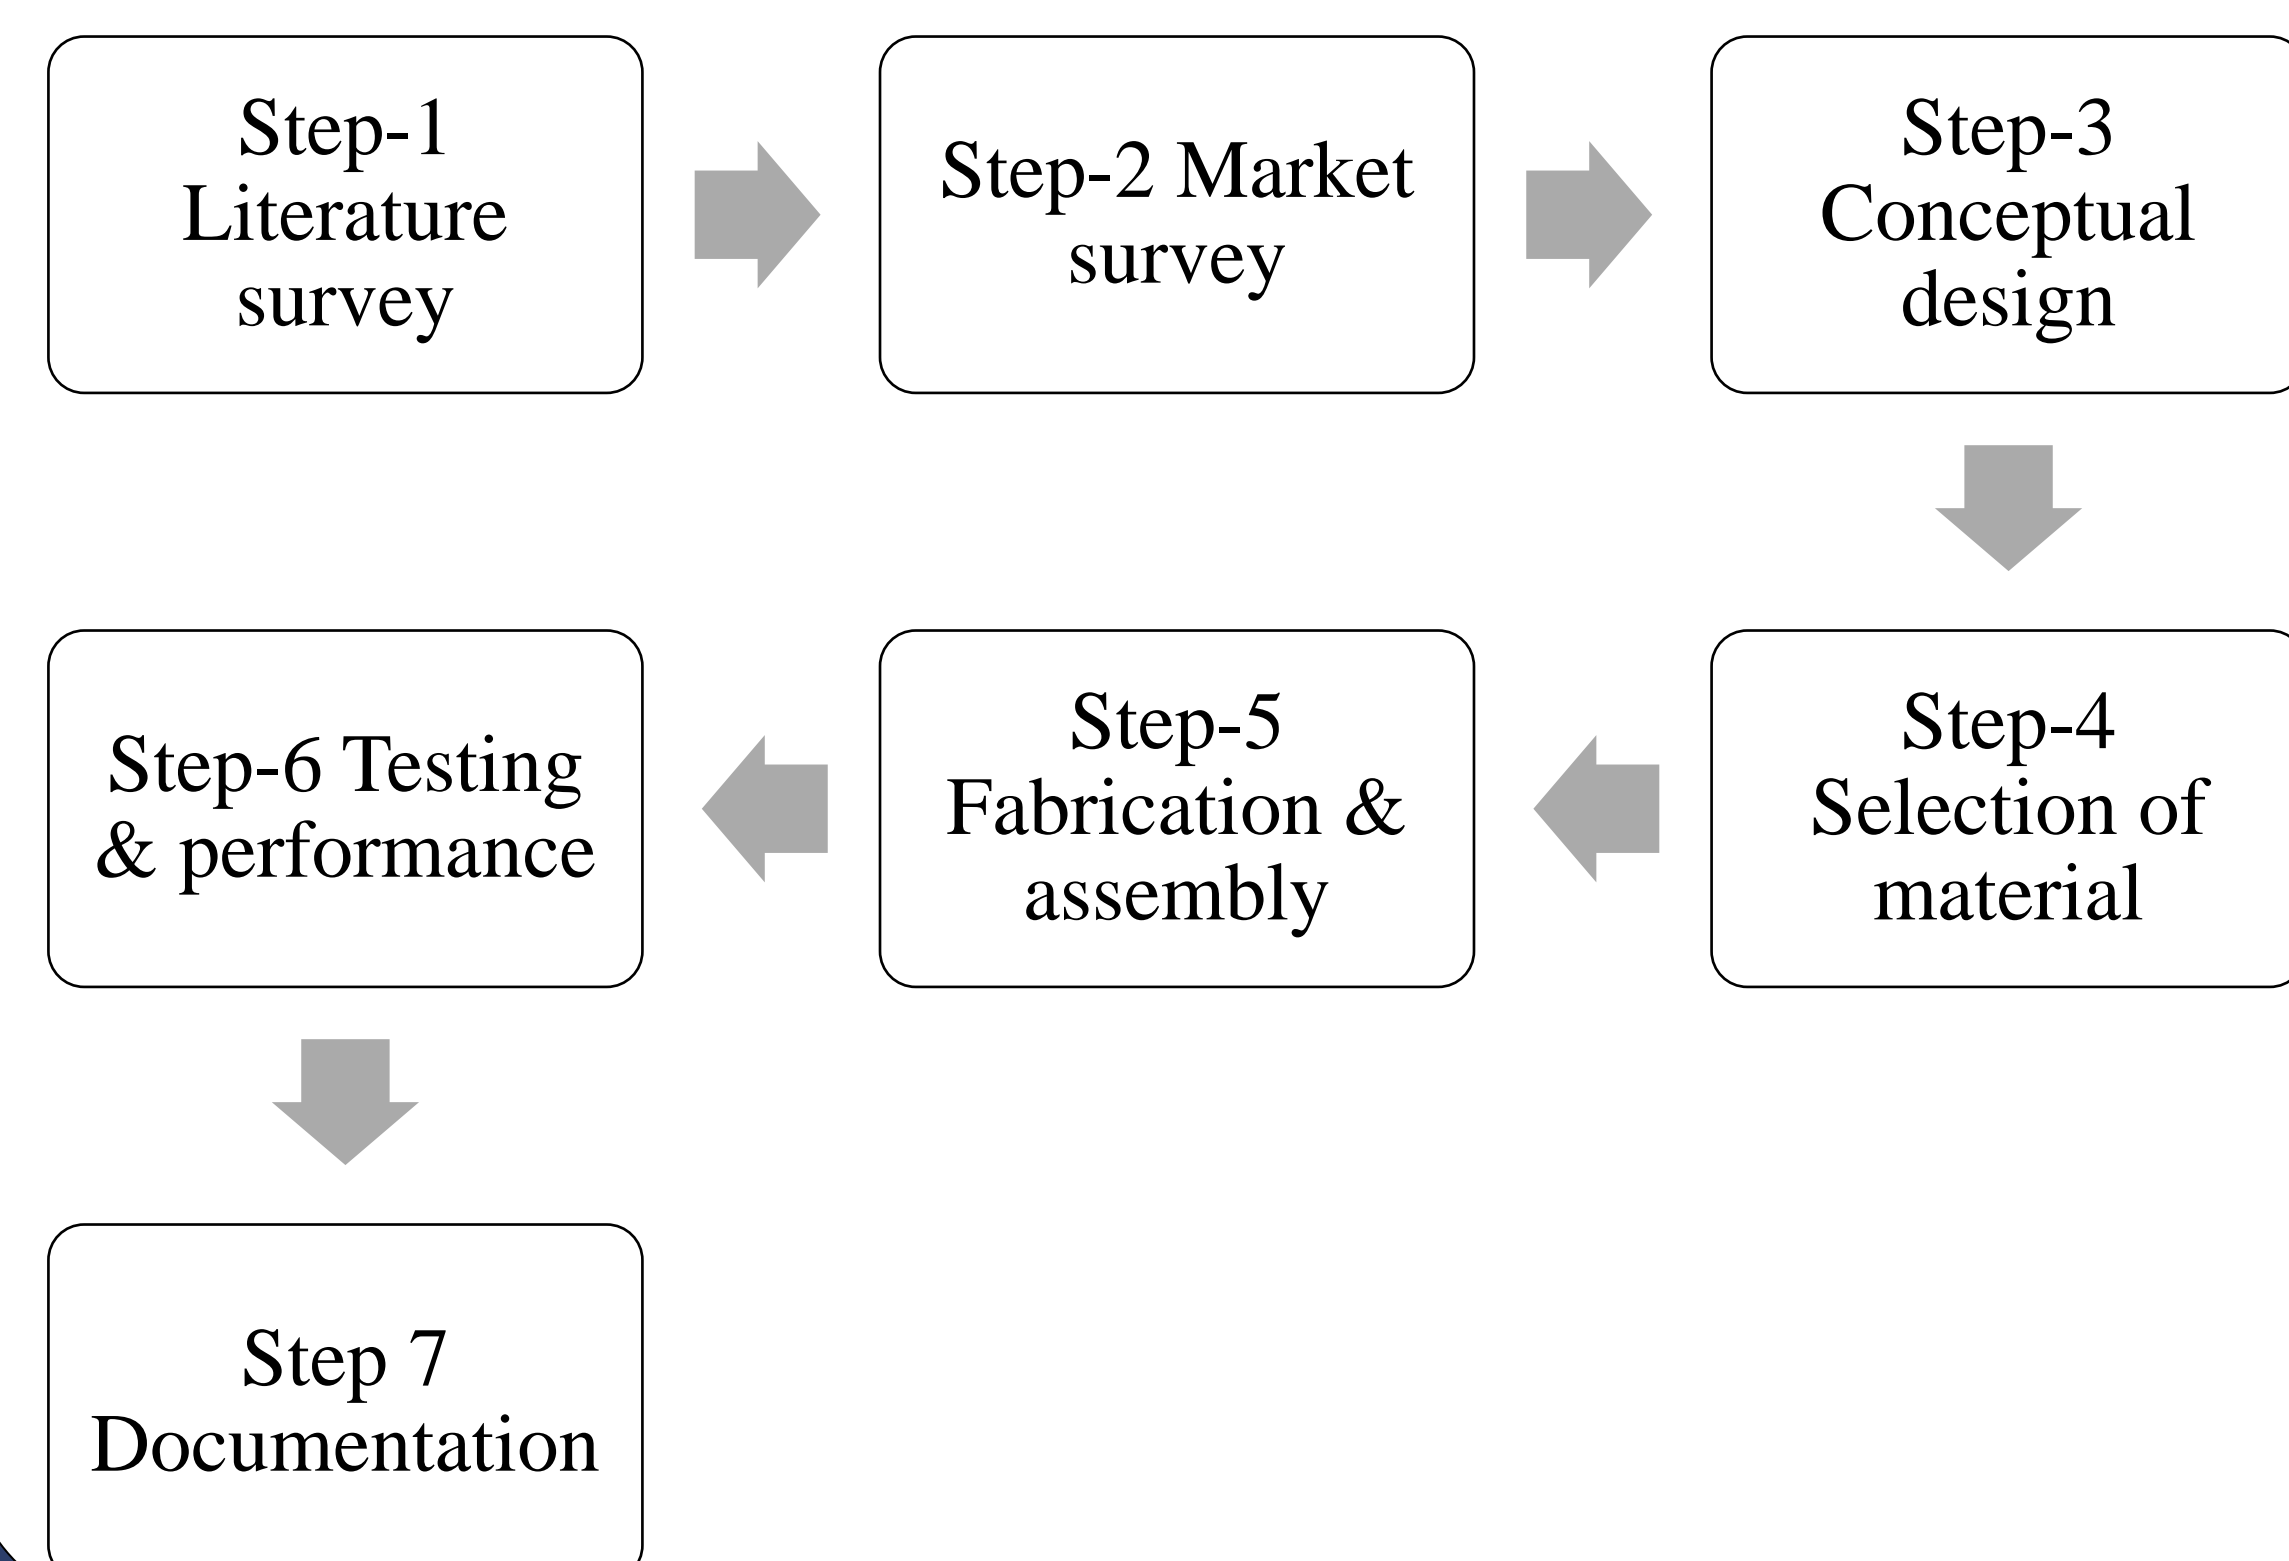 Step-1
Literature
survey
Step-2 Market
survey
Step-3
Conceptual
design
Step-4
Selection of
material
Step-5
Fabrication &
assembly
Step-6 Testing
& performance
Step 7
Documentation